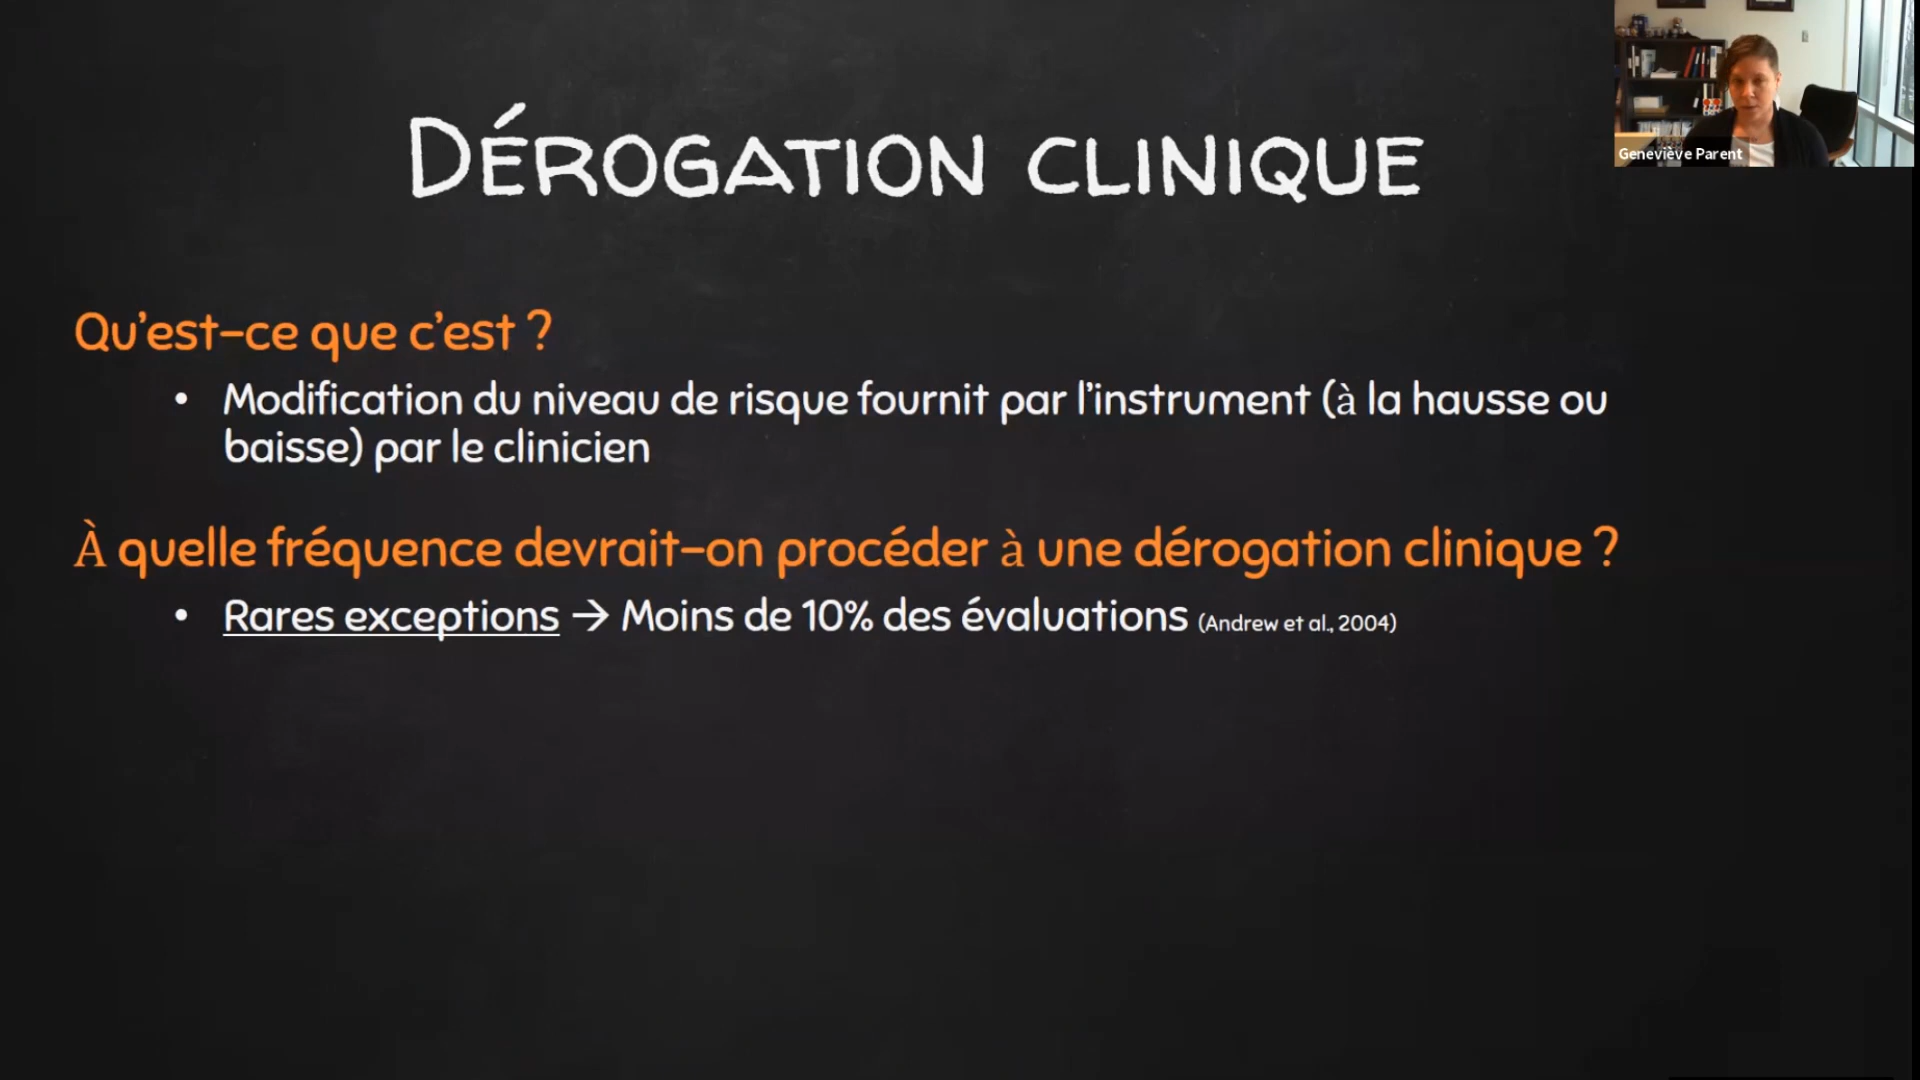 DÉROGATION CLINIQUE
Geneviève Parent
Qu'est-ce que c'est ?
• Modification du niveau de risque fournit par l'instrument (à la hausse ou
baisse) par le clinicien
À quelle fréquence devrait-on procéder à une dérogation clinique ?
• Rares exceptions → Moins de 10% des évaluations (Andrew et al., 2004)